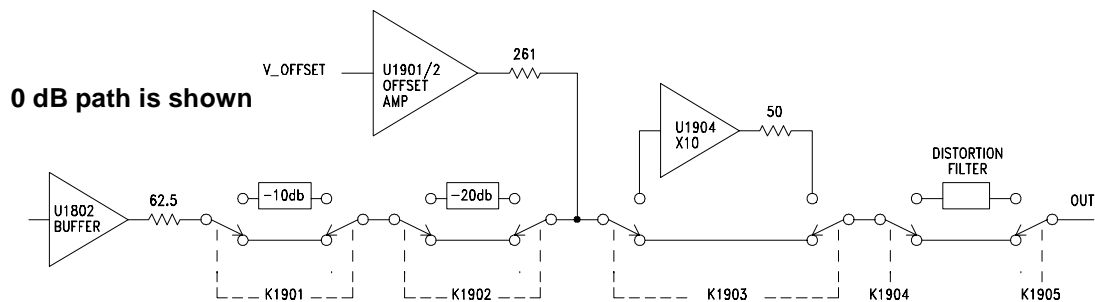 V_OFFSET
U1901/2
OFFSET
AMP
261
0 dB path is shown
U1904
X10
50
DISTORTION
FILTER
OUT
U1802
BUFFER
62.5
-10db
-20db
K1901
K1902
K1903
K1904
K1905